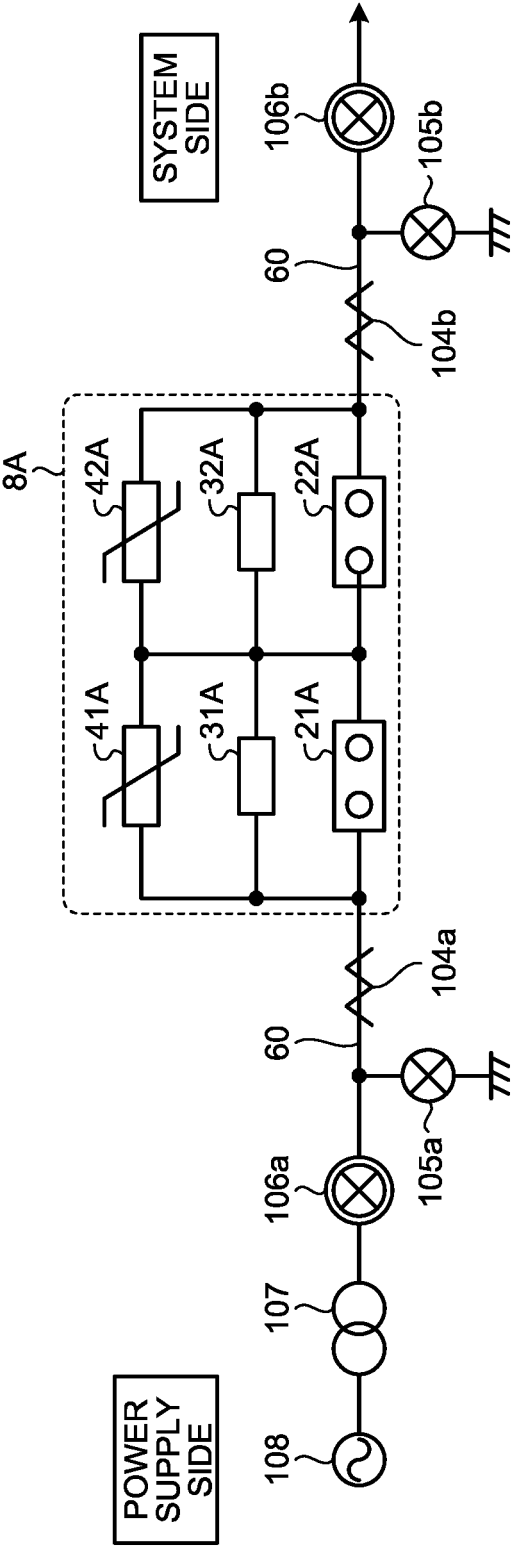 POWER
SUPPLY
SIDE
SYSTEM
SIDE
8A
41A
42A
31A
32A
21A
22A
108
107
106a
60
104a
105a
60
104b
106b
105b